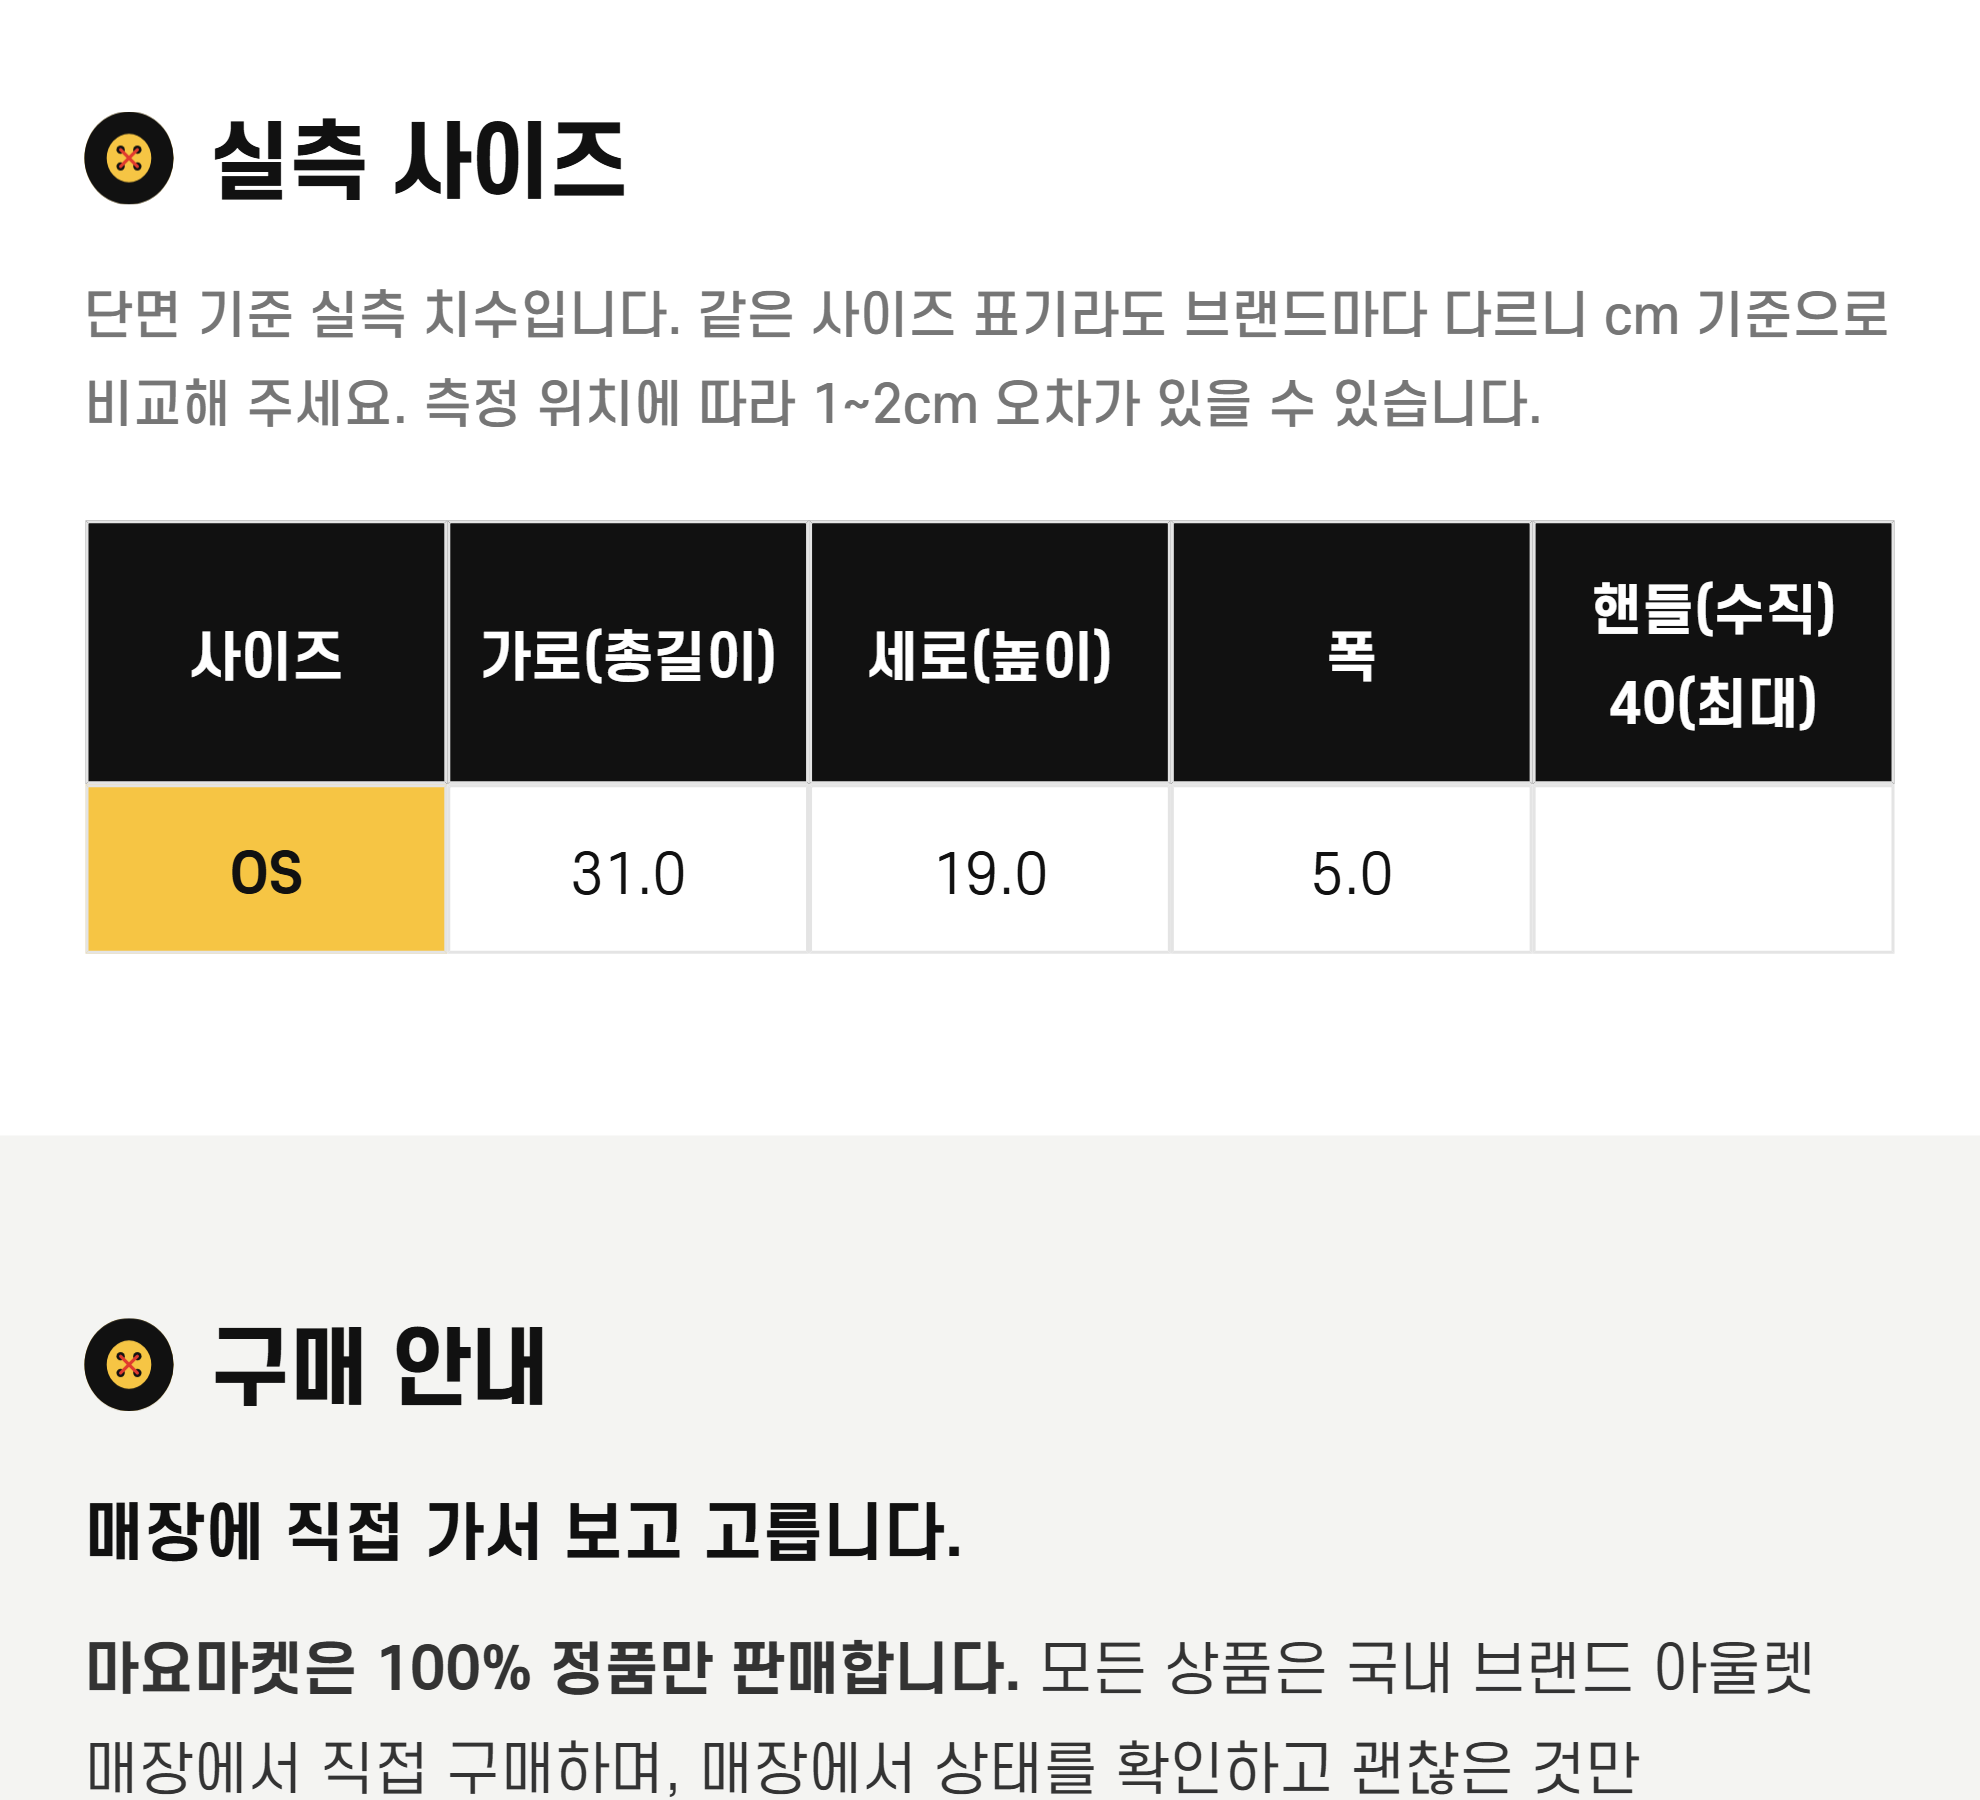 실측 사이즈
단면 기준 실측 치수입니다. 같은 사이즈 표기라도 브랜드마다 다르니 cm 기준으로
비교해 주세요. 측정 위치에 따라 1~2cm 오차가 있을 수 있습니다.
사이즈 가로(총길이) 세로(높이) 폭 핸들(수직)
40(최대)
OS 31.0 19.0 5.0
구매 안내
매장에 직접 가서 보고 고릅니다.
마요마켓은 100% 정품만 판매합니다. 모든 상품은 국내 브랜드 아울렛
매장에서 직접 구매하며, 매장에서 상태를 확인하고 괜찮은 것만